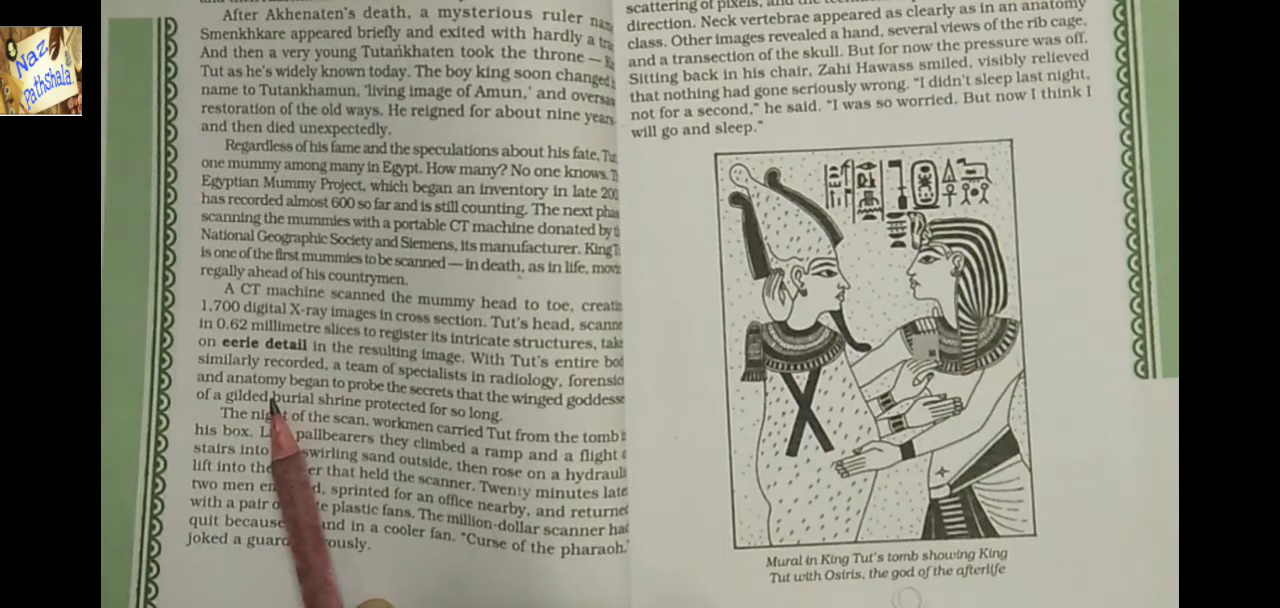 Naz
Pathshala
After Akhenaten's death, a mysterious ruler
Smenkhkare appeared briefly and exited with hardly a
And then a very young Tutankhaten took the throne —
Tut as he's widely known today. The boy king soon changed
name to Tutankhamun, 'living image of Amun,' and
restoration of the old ways. He reigned for about nine years
and then died unexpectedly.
Regardless of his fame and the speculations about his fate,
one mummy among many in Egypt. How many? No one knows.
Egyptian Mummy Project, which began an inventory in late
has recorded almost 600 so far and is still counting. The next
scanning the mummies with a portable CT machine donated by
National Geographic Society and Siemens, its manufacturer. King
is one of the first mummies to be scanned — in death, as in life,
regally ahead of his countrymen.
A CT machine scanned the mummy head to toe,
1,700 digital X-ray images in cross section. Tut's head,
in 0.62 millimetre slices to register its intricate structures,
on eerie detail in the resulting image. With Tut's entire
similarly recorded, a team of specialists in radiology,
and anatomy began to probe the secrets that the winged
of a gilded burial shrine protected for so long.
The night of the scan, workmen carried Tut from the tomb
his box. pallbearers they climbed a ramp and a flight
stairs into swirling sand outside, then rose on a
lift into the that held the scanner. Twenty minutes
two men sprinted for an office nearby, and returned
with a pair plastic fans. The million-dollar scanner had
quit because in a cooler fan. "Curse of the pharaoh,"
joked a guard
scattering of pixels, and the
direction. Neck vertebrae appeared as clearly as in an anatomy
class. Other images revealed a hand, several views of the rib cage,
and a transection of the skull. But for now the pressure was off.
Sitting back in his chair, Zahi Hawass smiled, visibly relieved
that nothing had gone seriously wrong. "I didn't sleep last night,
not for a second," he said. "I was so worried. But now I think I
will go and sleep."
Mural in King Tut's tomb showing King
Tut with Osiris, the god of the afterlife